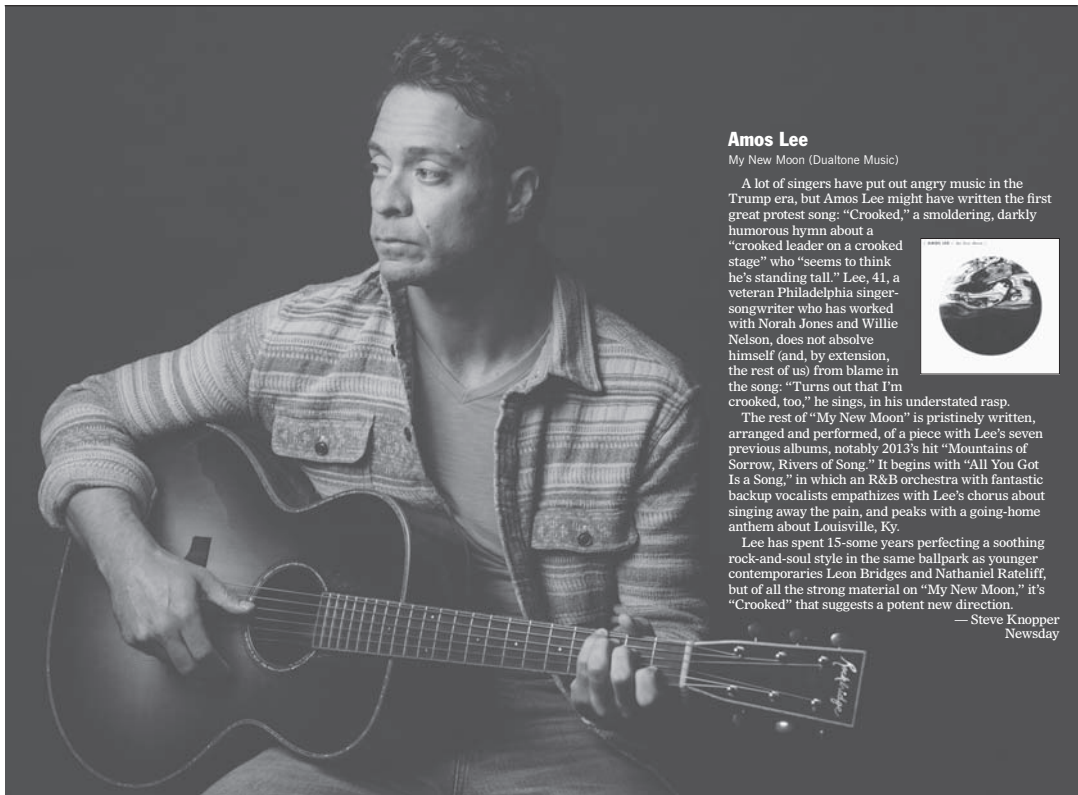 Amos Lee
My New Moon (Dualtone Music)
A lot of singers have put out angry music in the
Trump era, but Amos Lee might have written the first
great protest song: “Crooked,” a smoldering, darkly
humorous hymn about a
“crooked leader on a crooked
stage” who “seems to think
he’s standing tall.” Lee, 41, a
veteran Philadelphia singer-
songwriter who has worked
with Norah Jones and Willie
Nelson, does not absolve
himself (and, by extension,
the rest of us) from blame in
the song: “Turns out that I’m
crooked, too,” he sings, in his understated rasp.
The rest of “My New Moon” is pristinely written,
arranged and performed, of a piece with Lee’s seven
previous albums, notably 2013’s hit “Mountains of
Sorrow, Rivers of Song.” It begins with “All You Got
Is a Song,” in which an R&B orchestra with fantastic
backup vocalists empathizes with Lee’s chorus about
singing away the pain, and peaks with a going-home
anthem about Louisville, Ky.
Lee has spent 15-some years perfecting a soothing
rock-and-soul style in the same ballpark as younger
contemporaries Leon Bridges and Nathaniel Rateliff,
but of all the strong material on “My New Moon,” it’s
“Crooked” that suggests a potent new direction.
— Steve Knopper
Newsday
AMOS LEE